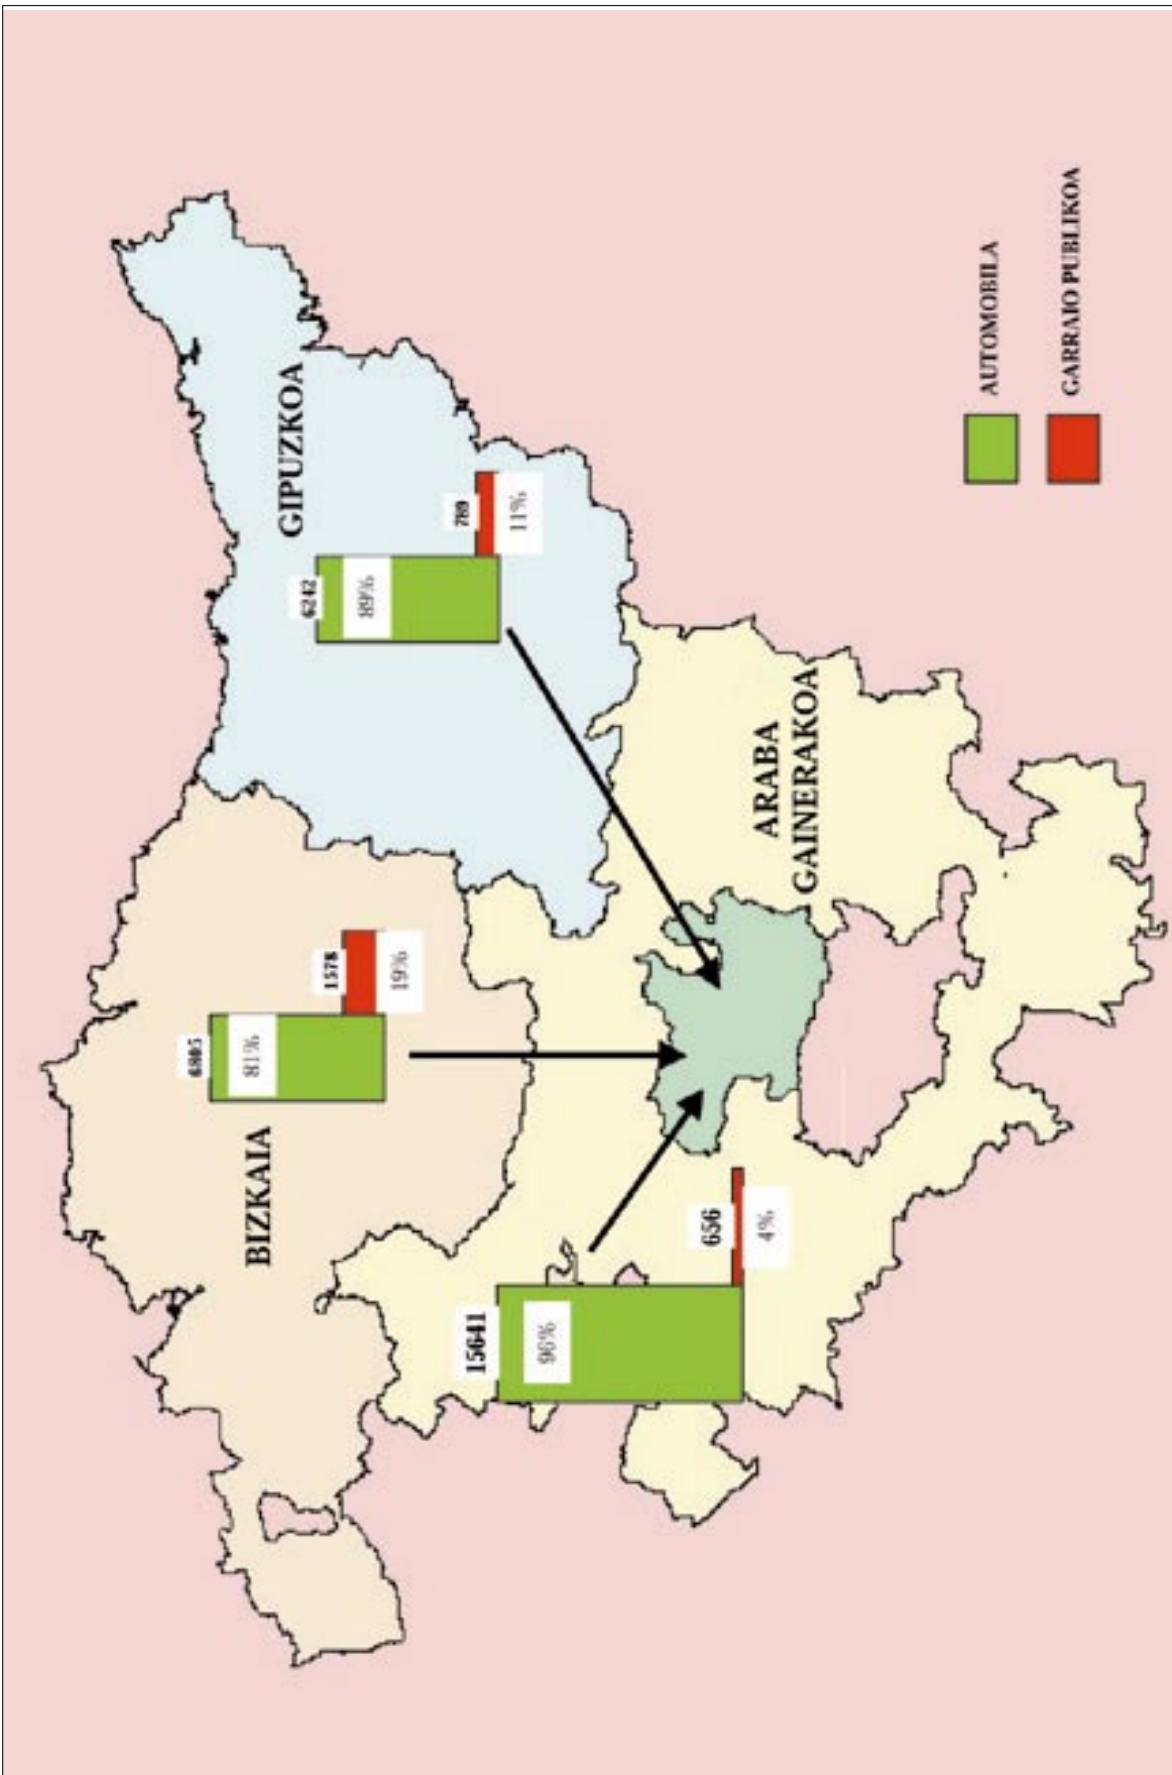 BIZKAIA
6805
81%
1578
19%
GIPUZKOA
6242
89%
789
11%
ARABA
GAINERAKOA
15641
96%
656
4%
AUTOMOBILA
GARRAIO PUBLIKOA